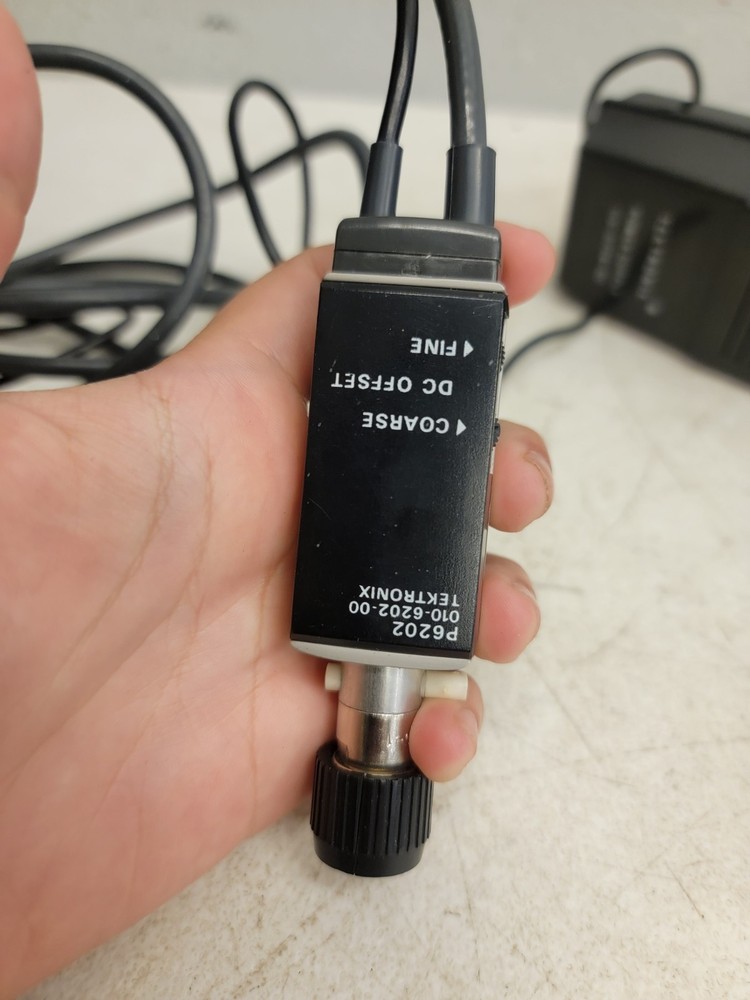 P6202
010-6202-00
TEKTRONIX
◀ COARSE
DC OFFSET
◀ FINE